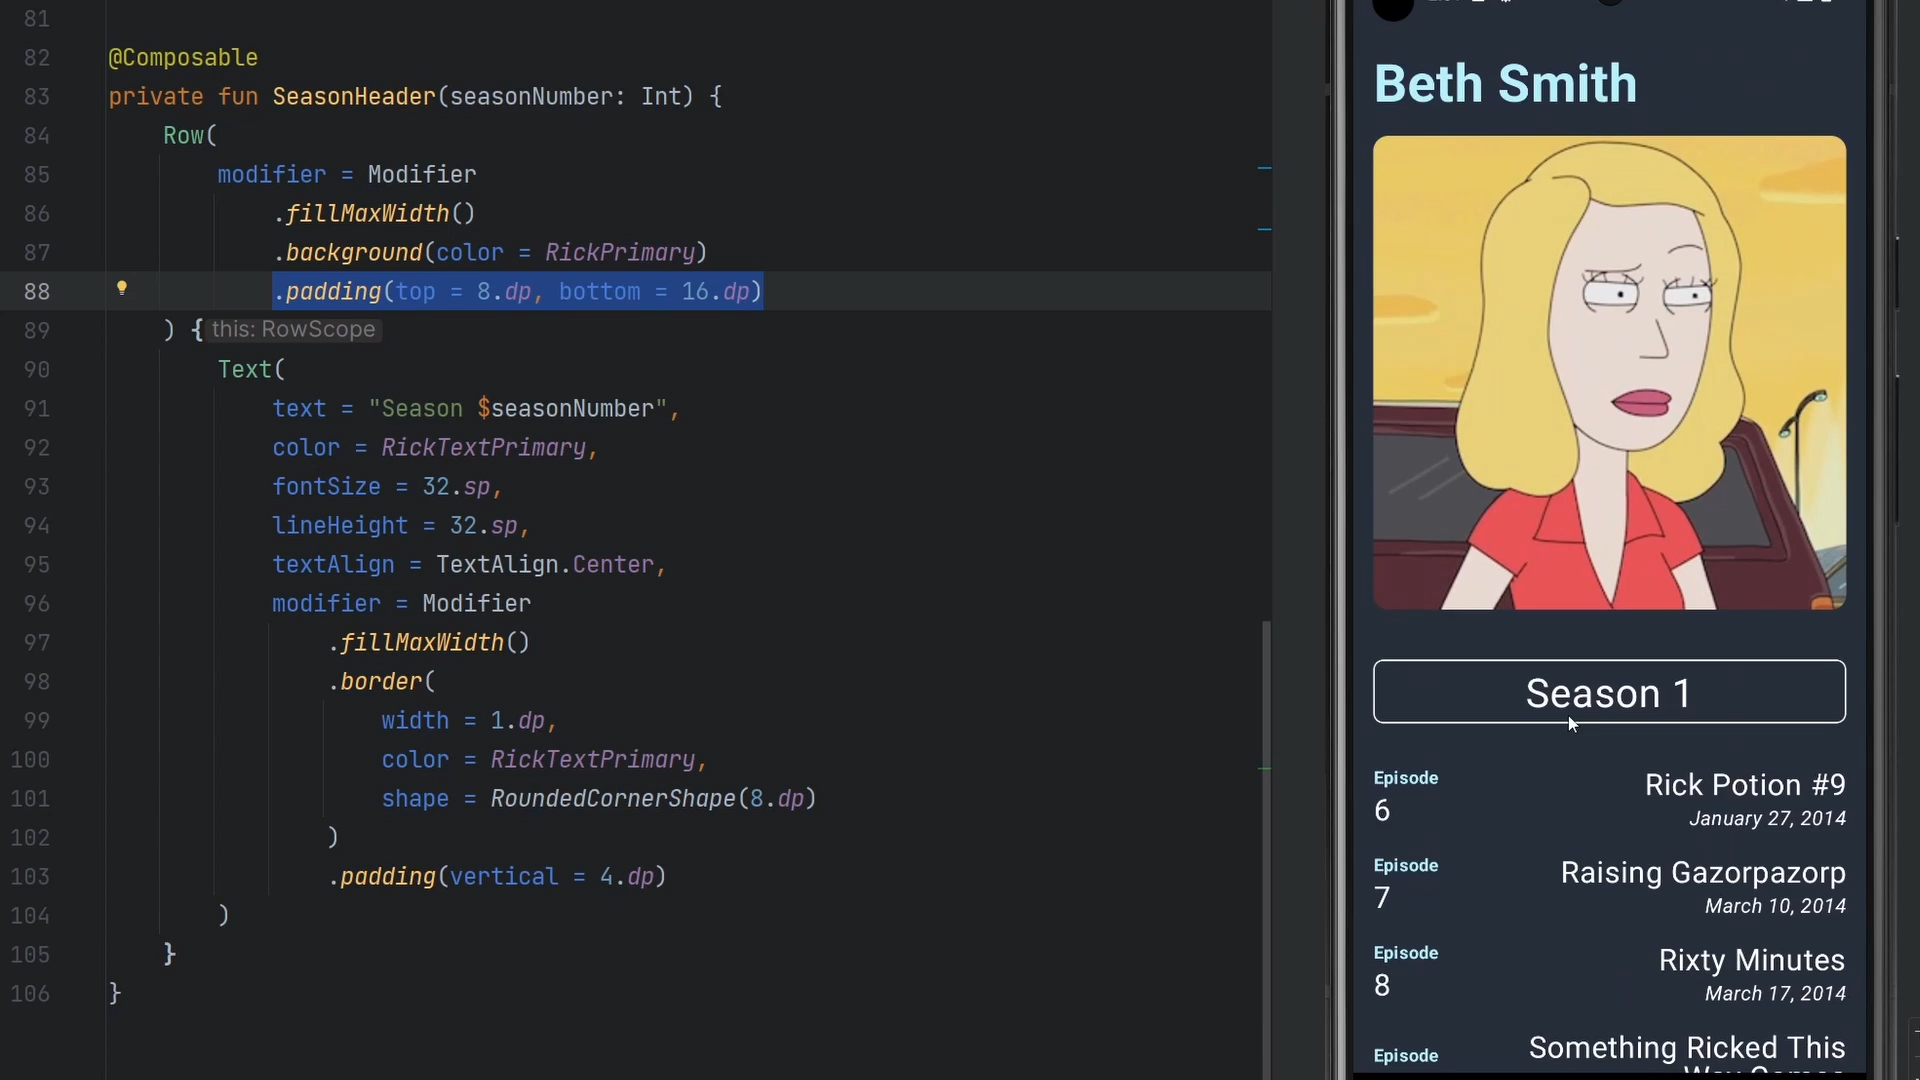 81
82 @Composable
83 private fun SeasonHeader(seasonNumber: Int) {
84 Row(
85 modifier = Modifier
86 .fillMaxWidth()
87 .background(color = RickPrimary)
88 .padding(top = 8.dp, bottom = 16.dp)
89 ) { this: RowScope
90 Text(
91 text = "Season $seasonNumber",
92 color = RickTextPrimary,
93 fontSize = 32.sp,
94 lineHeight = 32.sp,
95 textAlign = TextAlign.Center,
96 modifier = Modifier
97 .fillMaxWidth()
98 .border(
99 width = 1.dp,
100 color = RickTextPrimary,
101 shape = RoundedCornerShape(8.dp)
102 )
103 .padding(vertical = 4.dp)
104 )
105 }
106 }
Beth Smith
Season 1
Episode
6
Rick Potion #9
January 27, 2014
Episode
7
Raising Gazorpazorp
March 10, 2014
Episode
8
Rixty Minutes
March 17, 2014
Episode
Something Ricked This